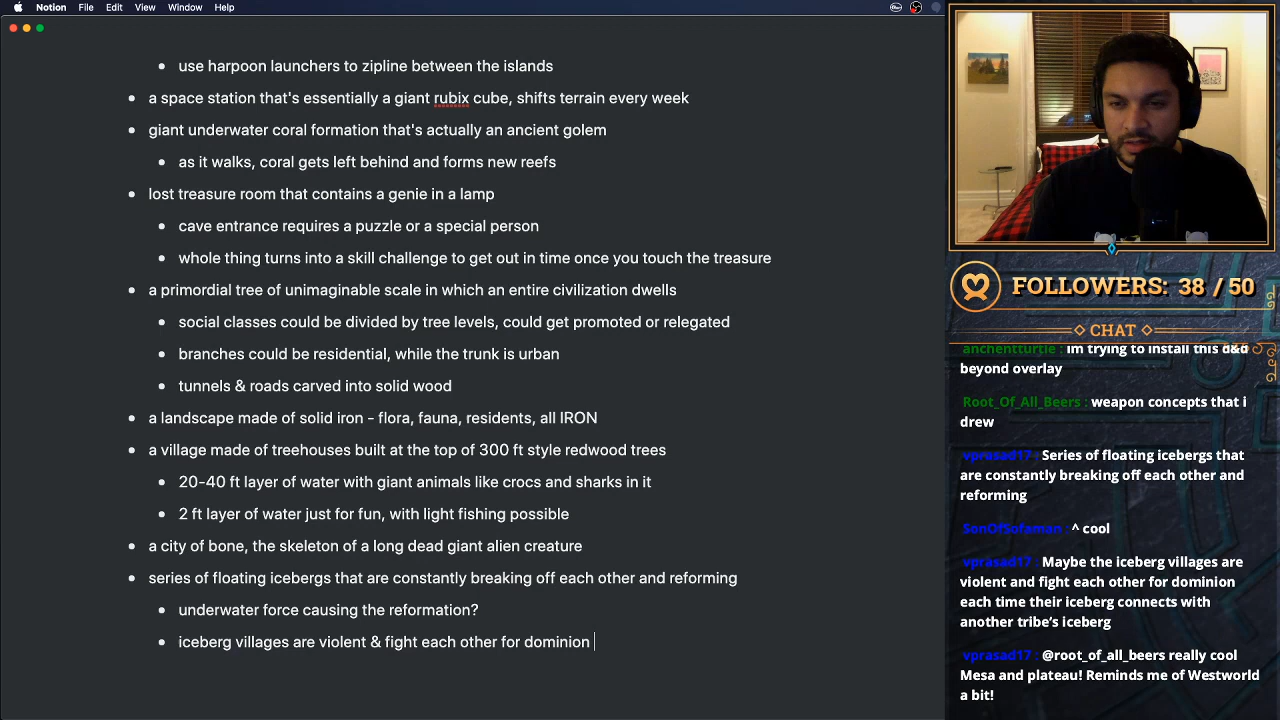 Notion File Edit View Window Help
use harpoon launchers to zipline between the islands
a space station that's essentially a giant rubix cube, shifts terrain every week
giant underwater coral formation that's actually an ancient golem
as it walks, coral gets left behind and forms new reefs
lost treasure room that contains a genie in a lamp
cave entrance requires a puzzle or a special person
whole thing turns into a skill challenge to get out in time once you touch the treasure
a primordial tree of unimaginable scale in which an entire civilization dwells
social classes could be divided by tree levels, could get promoted or relegated
branches could be residential, while the trunk is urban
tunnels & roads carved into solid wood
a landscape made of solid iron - flora, fauna, residents, all IRON
a village made of treehouses built at the top of 300 ft style redwood trees
20-40 ft layer of water with giant animals like crocs and sharks in it
2 ft layer of water just for fun, with light fishing possible
a city of bone, the skeleton of a long dead giant alien creature
series of floating icebergs that are constantly breaking off each other and reforming
underwater force causing the reformation?
iceberg villages are violent & fight each other for dominion
FOLLOWERS: 38 / 50
CHAT
anchentturtle : im trying to install this d&d
beyond overlay
Root_Of_All_Beers : weapon concepts that i
drew
vprasad17 : Series of floating icebergs that
are constantly breaking off each other and
reforming
SonOfSofaman : ^ cool
vprasad17 : Maybe the iceberg villages are
violent and fight each other for dominion
each time their iceberg connects with
another tribe's iceberg
vprasad17 : @root_of_all_beers really cool
Mesa and plateau! Reminds me of Westworld
a bit!